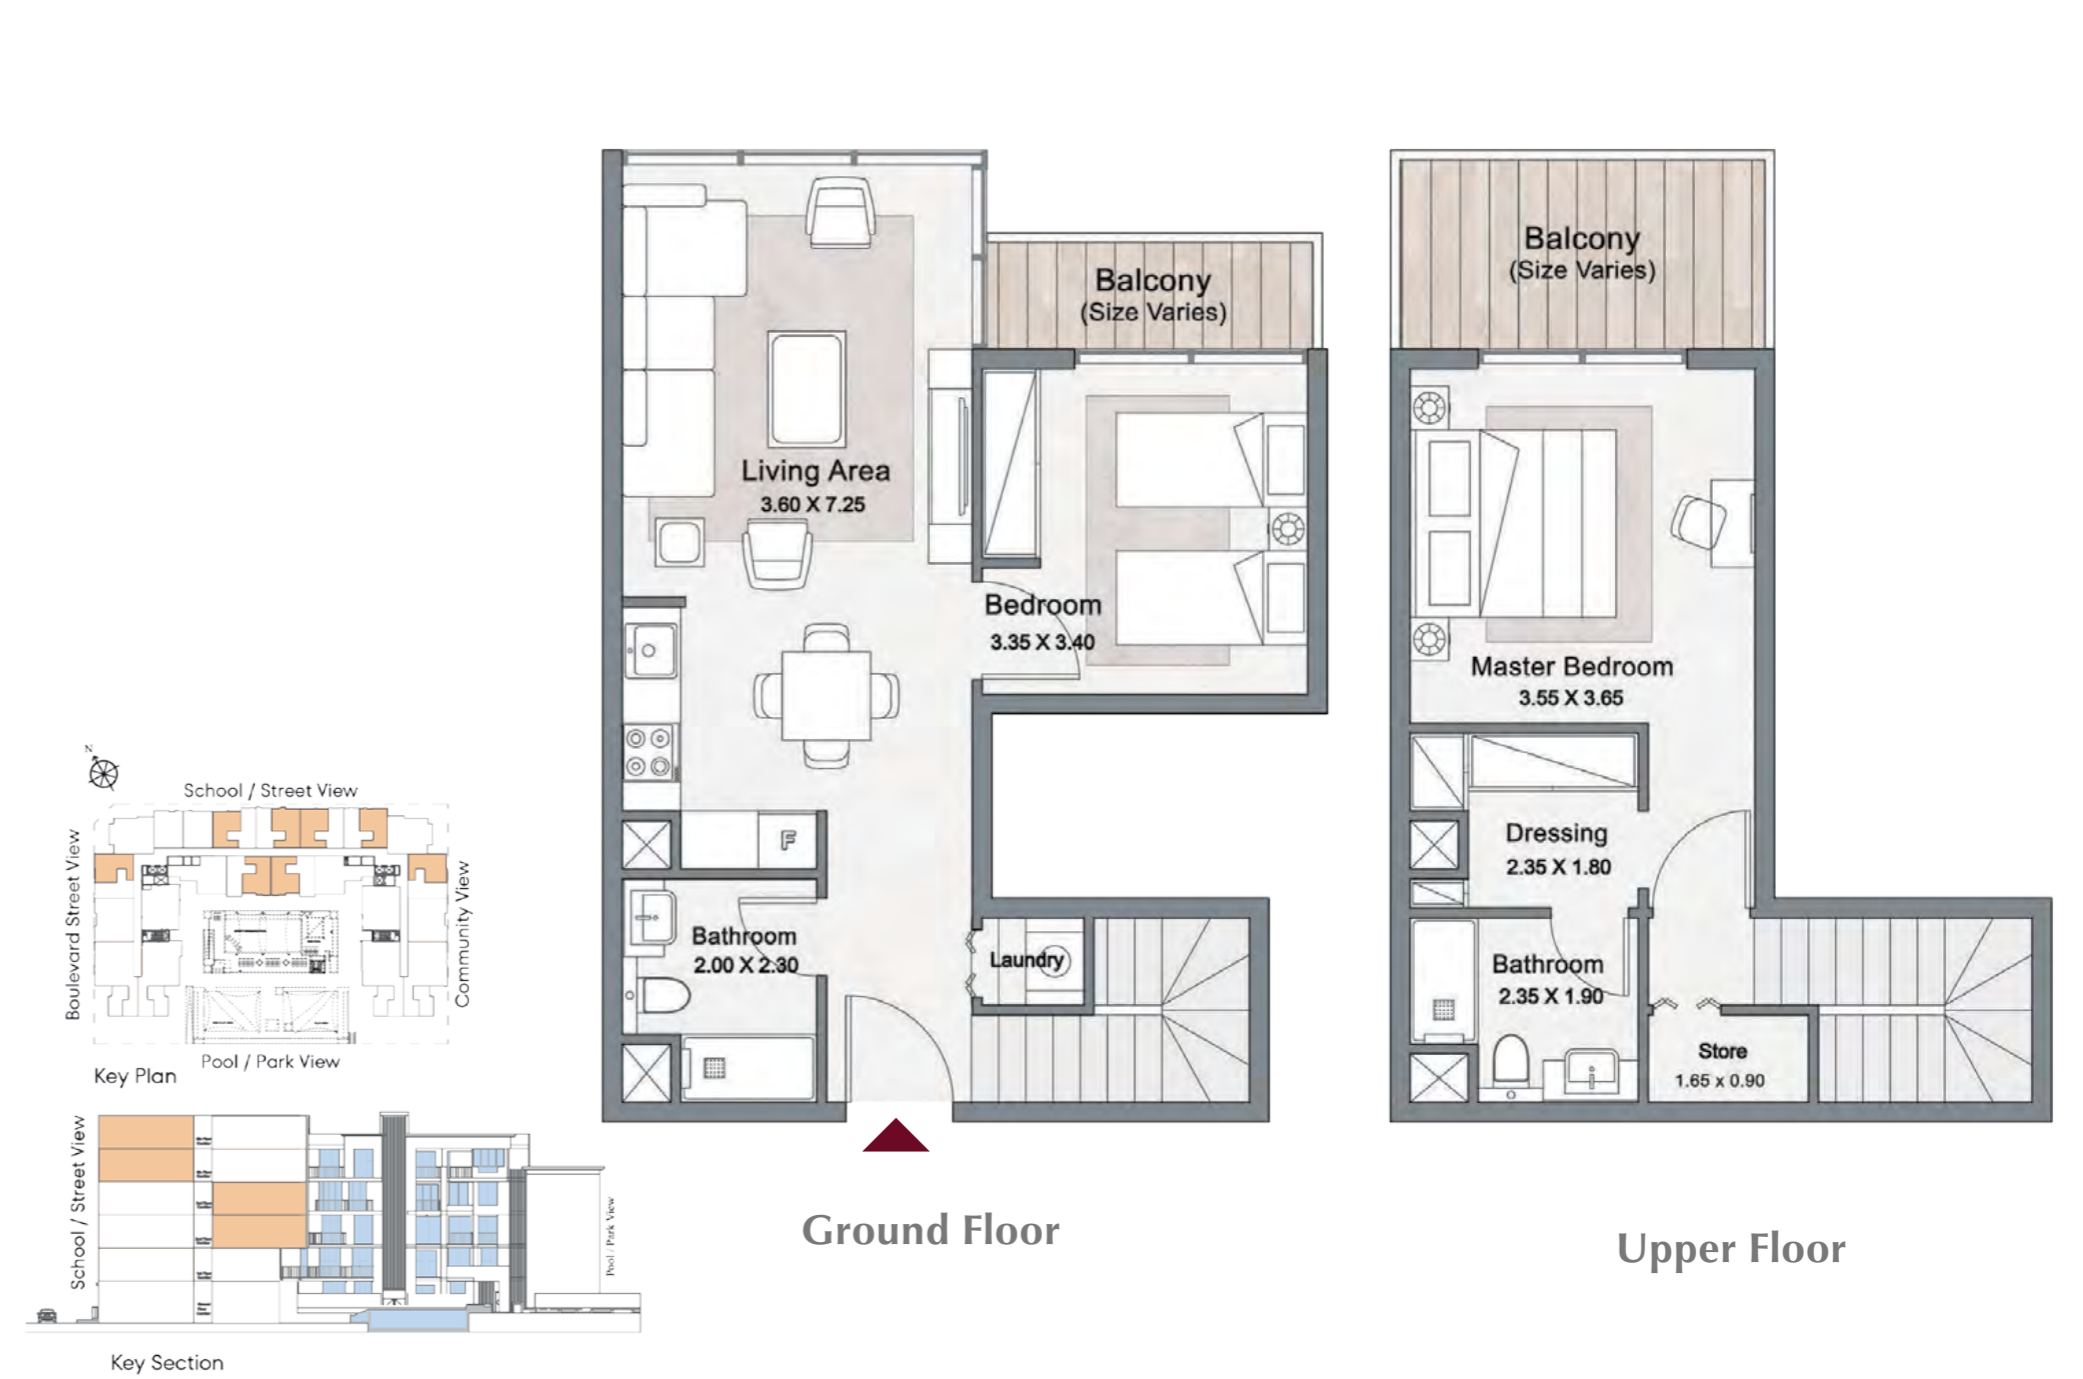 Balcony
(Size Varies)
Living Area
3.60 X 7.25
Bedroom
3.35 X 3.40
F
Bathroom
2.00 X 2.30
Laundry
Ground Floor
Balcony
(Size Varies)
Master Bedroom
3.55 X 3.65
Dressing
2.35 X 1.80
Bathroom
2.35 X 1.90
Store
1.65 x 0.90
Upper Floor
N
School / Street View
Boulevard Street View
Community View
Pool / Park View
Key Plan
School / Street View
Pool / Park View
Key Section